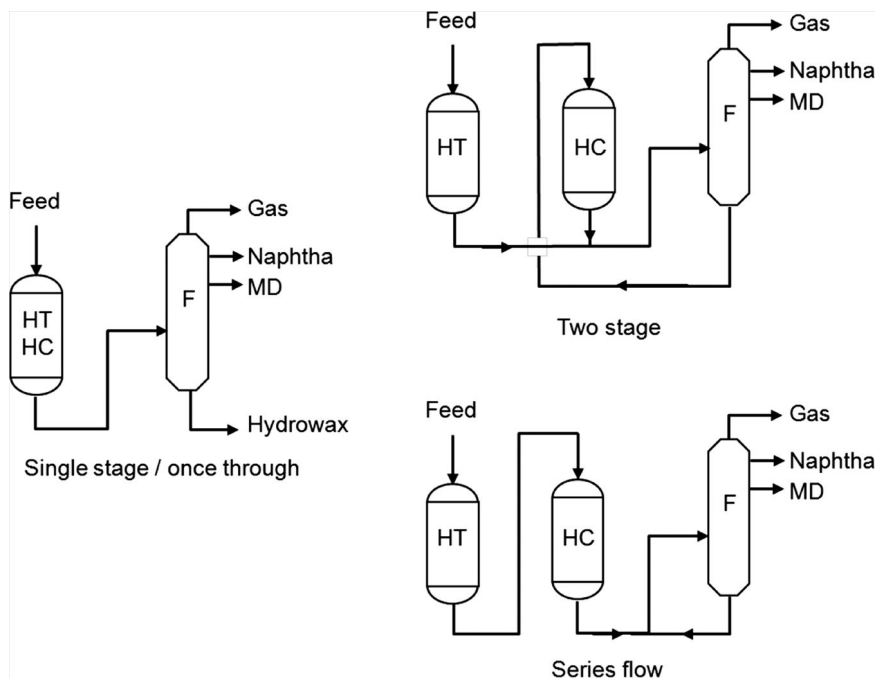 Feed
HT
HC
F
Gas
Naphtha
MD
Hydrowax
Single stage / once through
Feed
HT
HC
F
Gas
Naphtha
MD
Two stage
Feed
HT
HC
F
Gas
Naphtha
MD
Series flow